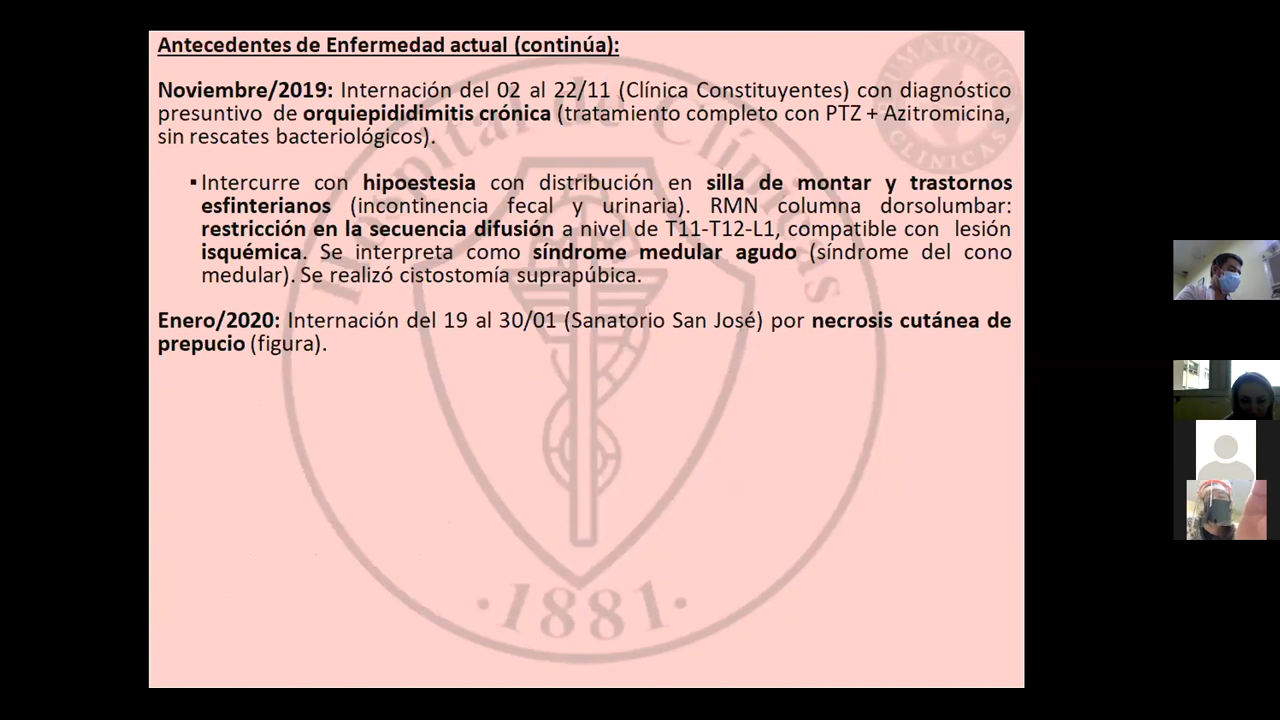 Antecedentes de Enfermedad actual (continúa):
Noviembre/2019: Internación del 02 al 22/11 (Clínica Constituyentes) con diagnóstico
presuntivo de orquiepididimitis crónica (tratamiento completo con PTZ + Azitromicina,
sin rescates bacteriológicos).
▪Intercurre con hipoestesia con distribución en silla de montar y trastornos
esfinterianos (incontinencia fecal y urinaria). RMN columna dorsolumbar:
restricción en la secuencia difusión a nivel de T11-T12-L1, compatible con lesión
isquémica. Se interpreta como síndrome medular agudo (síndrome del cono
medular). Se realizó cistostomía suprapúbica.
Enero/2020: Internación del 19 al 30/01 (Sanatorio San José) por necrosis cutánea de
prepucio (figura).
Hospital de Clínicas
·1881·
CLINICAS